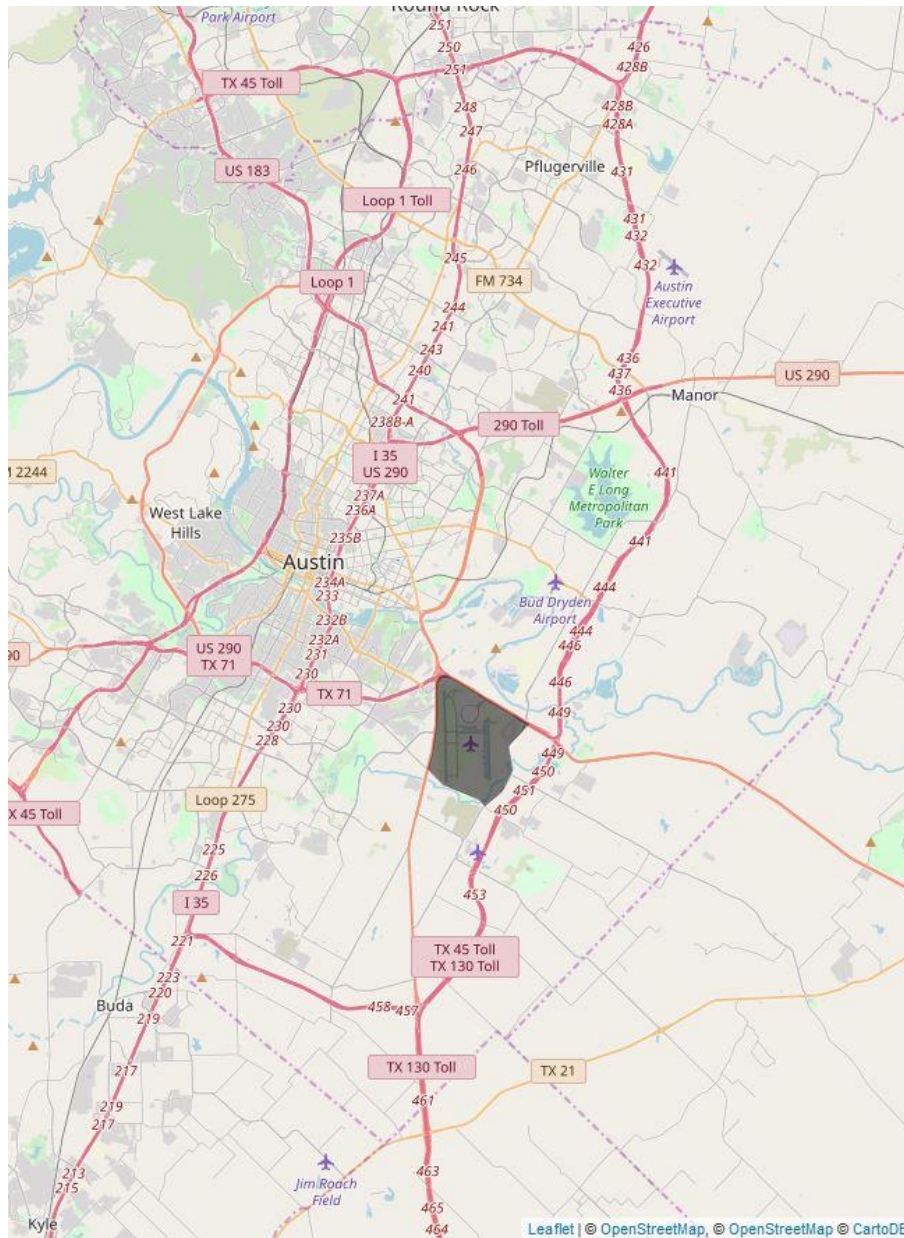 Round Rock
251
Park Airport
250
426
251
428B
TX 45 Toll
248
428B
247
428A
US 183
246
Pflugerville
431
Loop 1 Toll
431
432
245
432
Loop 1
FM 734
Austin
Executive
Airport
244
241
243
436
240
437
US 290
241
436
Manor
238B-A
290 Toll
I 35
US 290
M 2244
441
Walter
E Long
Metropolitan
Park
237A
236A
West Lake
Hills
235B
441
Austin
234A
444
233
Bud Dryden
Airport
232B
444
232A
446
US 290
TX 71
231
90
230
TX 71
446
230
449
230
228
449
450
451
Loop 275
450
X 45 Toll
225
226
453
I 35
221
TX 45 Toll
TX 130 Toll
223
220
458
457
Buda
219
TX 130 Toll
TX 21
217
461
219
217
463
213
Jim Roach
Field
215
465
Kyle
464
Leaflet | © OpenStreetMap, © OpenStreetMap © CartoDB